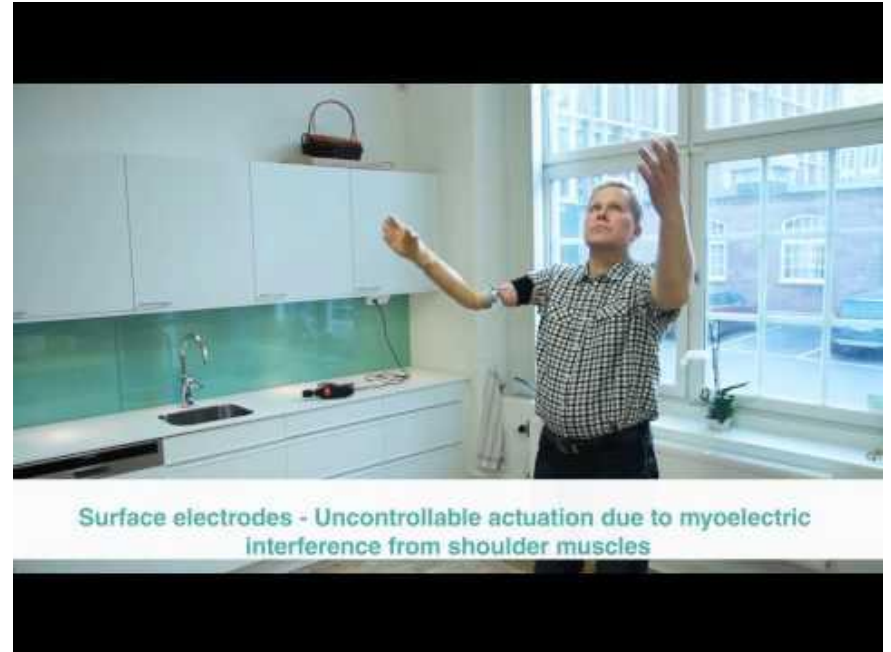 Surface electrodes - Uncontrollable actuation due to myoelectric
interference from shoulder muscles